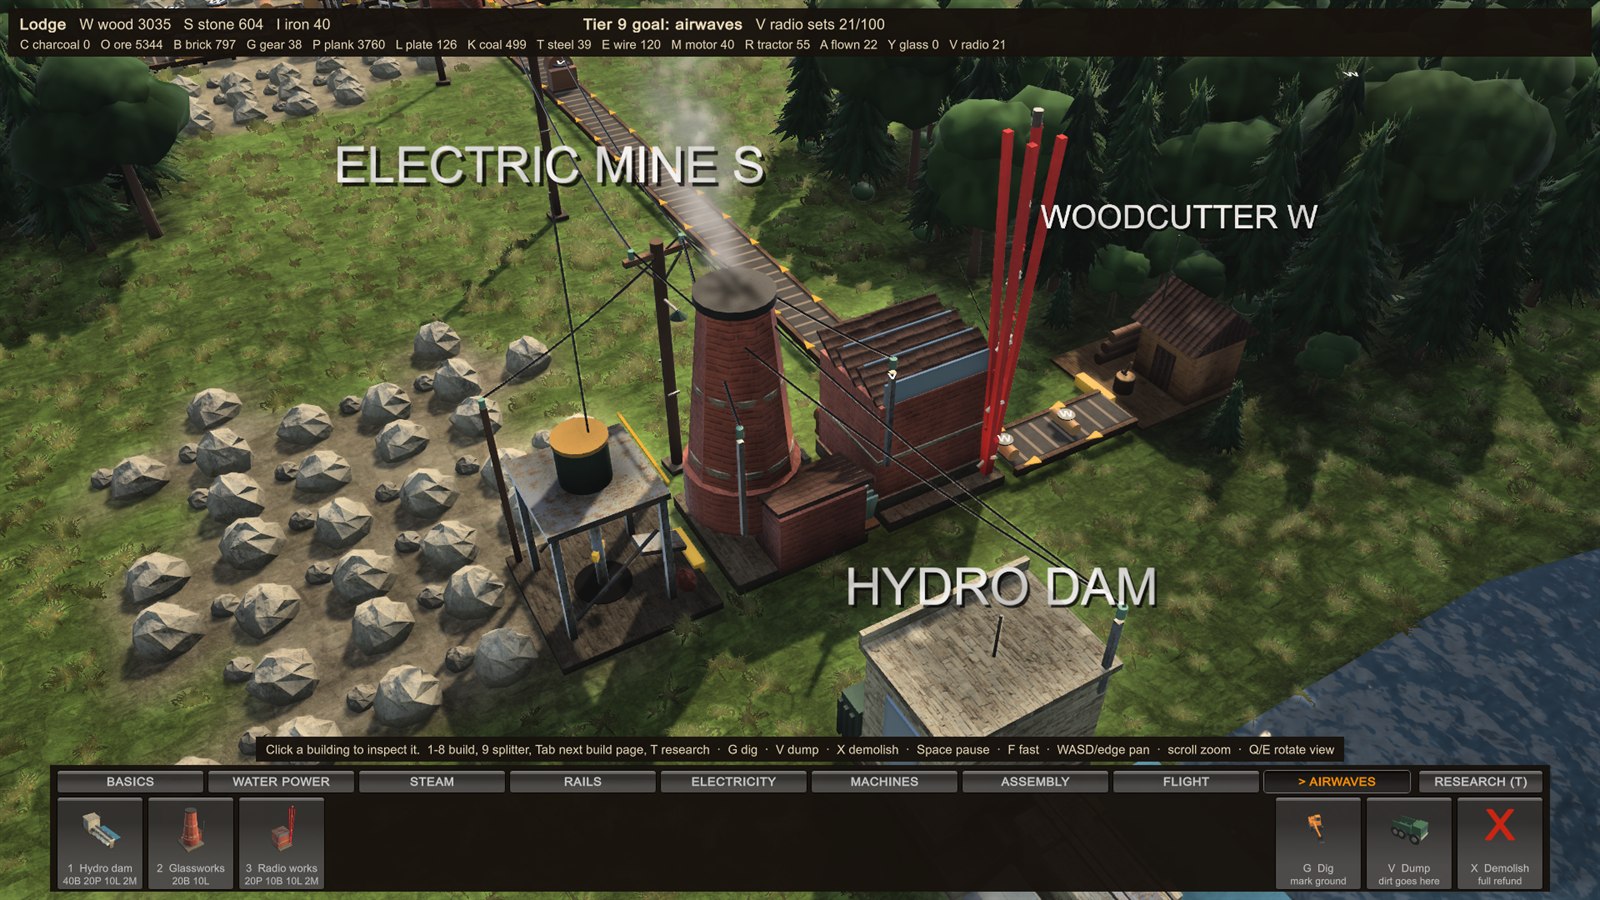 Lodge W wood 3035 S stone 604 I iron 40
Tier 9 goal: airwaves V radio sets 21/100
C charcoal 0 O ore 5344 B brick 797 G gear 38 P plank 3760 L plate 126 K coal 499 T steel 39 E wire 120 M motor 40 R tractor 55 A flown 22 Y glass 0 V radio 21
ELECTRIC MINE S
WOODCUTTER W
W
W
HYDRO DAM
Click a building to inspect it. 1-8 build, 9 splitter, Tab next build page, T research · G dig · V dump · X demolish · Space pause · F fast · WASD/edge pan · scroll zoom · Q/E rotate view
BASICS
WATER POWER
STEAM
RAILS
ELECTRICITY
MACHINES
ASSEMBLY
FLIGHT
> AIRWAVES
RESEARCH (T)
1 Hydro dam
40B 20P 10L 2M
2 Glassworks
20B 10L
3 Radio works
20P 10B 10L 2M
G Dig
mark ground
V Dump
dirt goes here
X Demolish
full refund